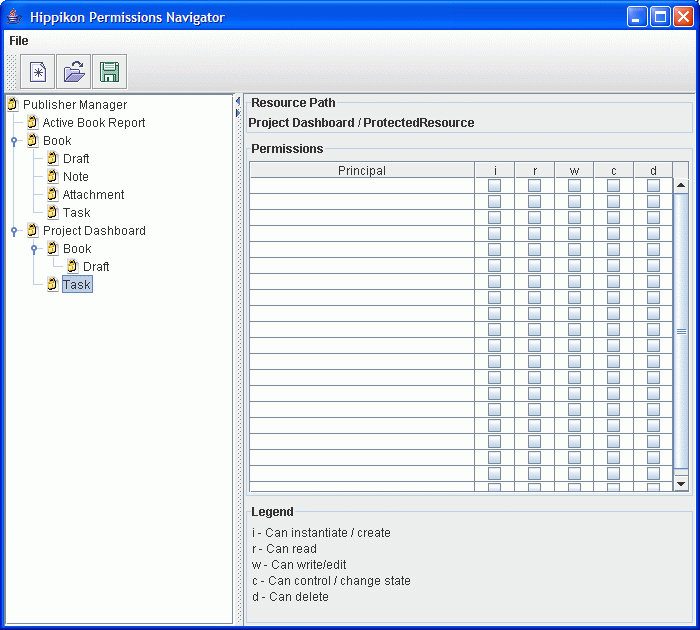 Hippikon Permissions Navigator
File
Publisher Manager
Active Book Report
Book
Draft
Note
Attachment
Task
Project Dashboard
Book
Draft
Task
Resource Path
Project Dashboard / ProtectedResource
Permissions
Principal i r w c d
Legend
i - Can instantiate / create
r - Can read
w - Can write/edit
c - Can control / change state
d - Can delete